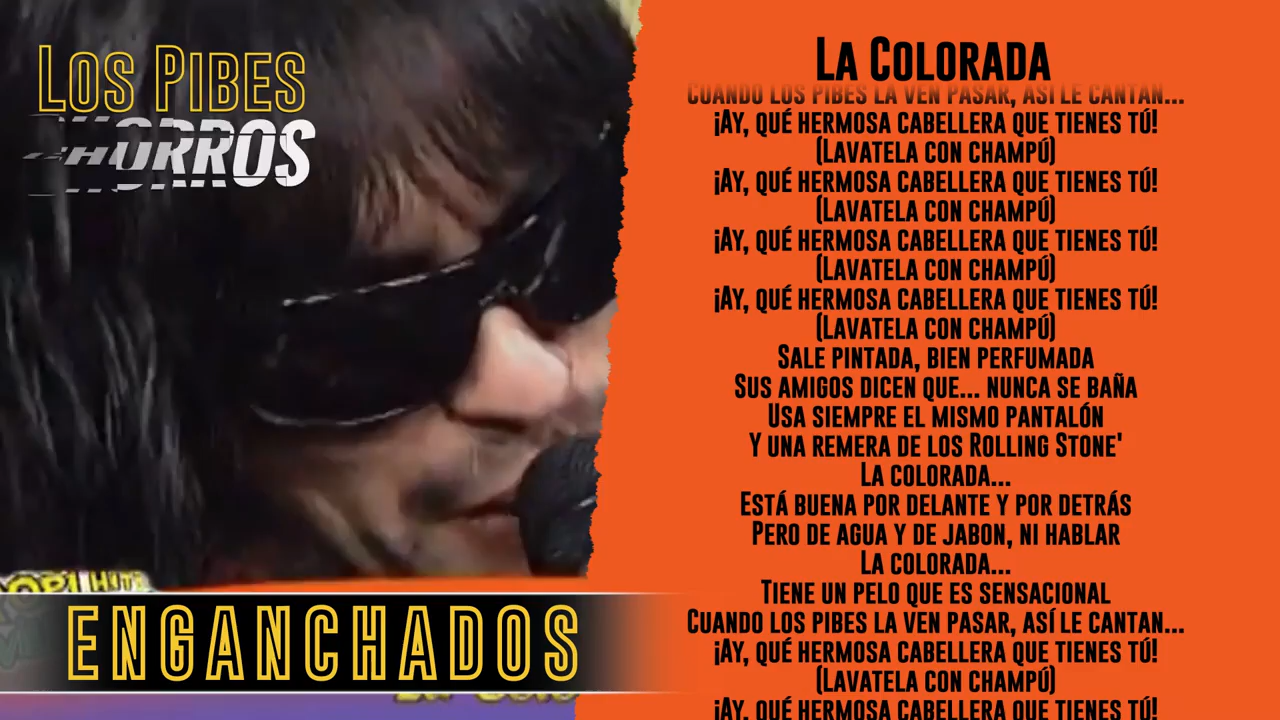 Los Pibes
Chorros
Enganchados
La Colorada
Cuando los pibes la ven pasar, así le cantan...
¡Ay, qué hermosa cabellera que tienes tú!
(Lavatela con champú)
¡Ay, qué hermosa cabellera que tienes tú!
(Lavatela con champú)
¡Ay, qué hermosa cabellera que tienes tú!
(Lavatela con champú)
¡Ay, qué hermosa cabellera que tienes tú!
(Lavatela con champú)
Sale pintada, bien perfumada
Sus amigos dicen que... nunca se baña
Usa siempre el mismo pantalón
Y una remera de los Rolling Stone'
La colorada...
Está buena por delante y por detrás
Pero de agua y de jabon, ni hablar
La colorada...
Tiene un pelo que es sensacional
Cuando los pibes la ven pasar, así le cantan...
¡Ay, qué hermosa cabellera que tienes tú!
(Lavatela con champú)
¡Ay, qué hermosa cabellera que tienes tú!